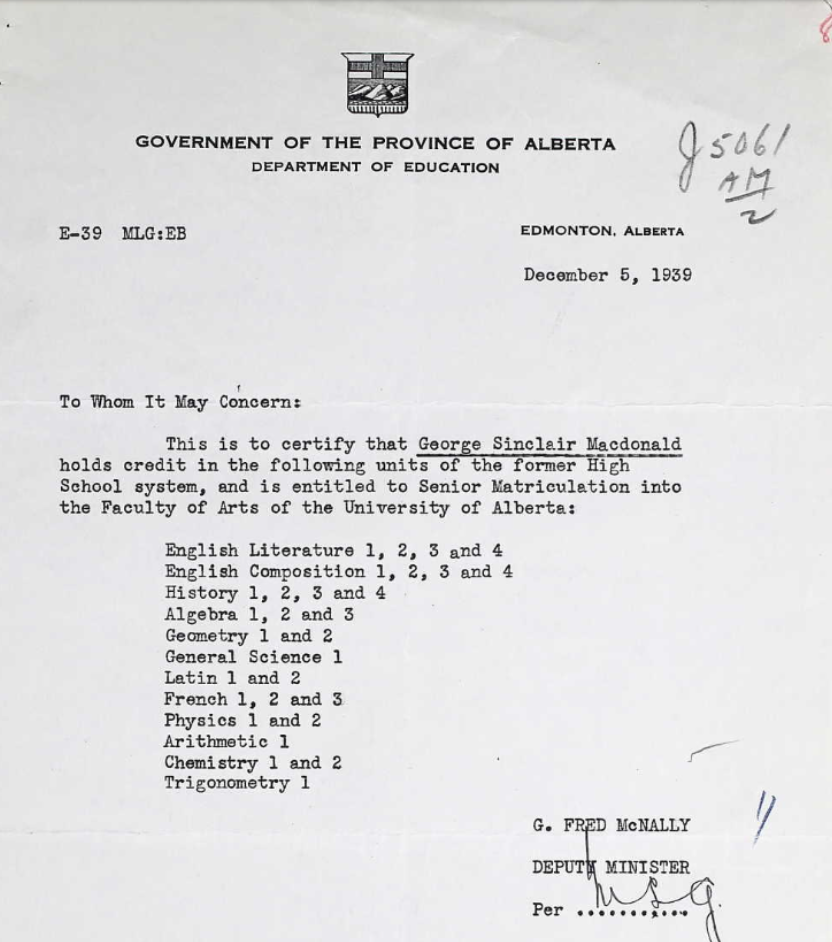 GOVERNMENT OF THE PROVINCE OF ALBERTA
DEPARTMENT OF EDUCATION
J5061
AM
2
E-39 MLG:EB
EDMONTON, ALBERTA
December 5, 1939
To Whom It May Concern:
This is to certify that George Sinclair Macdonald
holds credit in the following units of the former High
School system, and is entitled to Senior Matriculation into
the Faculty of Arts of the University of Alberta:
English Literature 1, 2, 3 and 4
English Composition 1, 2, 3 and 4
History 1, 2, 3 and 4
Algebra 1, 2 and 3
Geometry 1 and 2
General Science 1
Latin 1 and 2
French 1, 2 and 3
Physics 1 and 2
Arithmetic 1
Chemistry 1 and 2
Trigonometry 1
G. FRED McNALLY
DEPUTY MINISTER
Per ...........